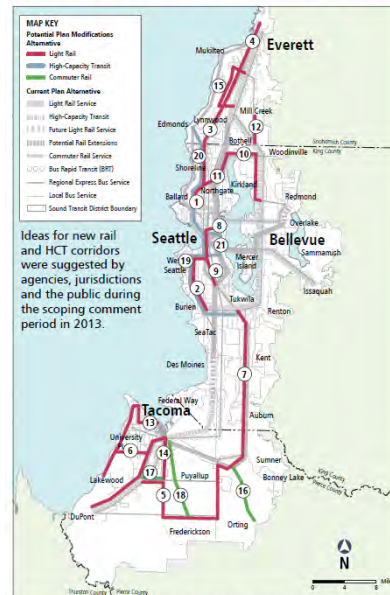 MAP KEY
Potential Plan Modifications
Alternative
Light Rail
High-Capacity Transit
Commuter Rail
Current Plan Alternative
Light Rail Service
High-Capacity Transit
Future Light Rail Service
Potential Rail Extensions
Commuter Rail Service
Bus Rapid Transit (BRT)
Regional Express Bus Service
Local Bus Service
Sound Transit District Boundary
Ideas for new rail
and HCT corridors
were suggested by
agencies, jurisdictions
and the public during
the scoping comment
period in 2013.
4
Everett
Mukilteo
15
Mill Creek
Lynnwood
12
Edmonds
3
Bothell
Snohomish County
King County
20
10
Woodinville
Shoreline
11
Kirkland
Northgate
1
Redmond
Ballard
8
Overlake
Seattle
21
Bellevue
Mercer
Island
Sammamish
19
West
Seattle
9
Issaquah
2
Tukwila
Burien
Renton
SeaTac
Kent
Des Moines
7
Federal Way
Tacoma
Auburn
13
University
14
6
Sumner
King County
Pierce County
17
Puyallup
Bonney Lake
Lakewood
5
18
16
DuPont
Orting
Frederickson
Thurston County
Pierce County
N
0 4 8 Mil